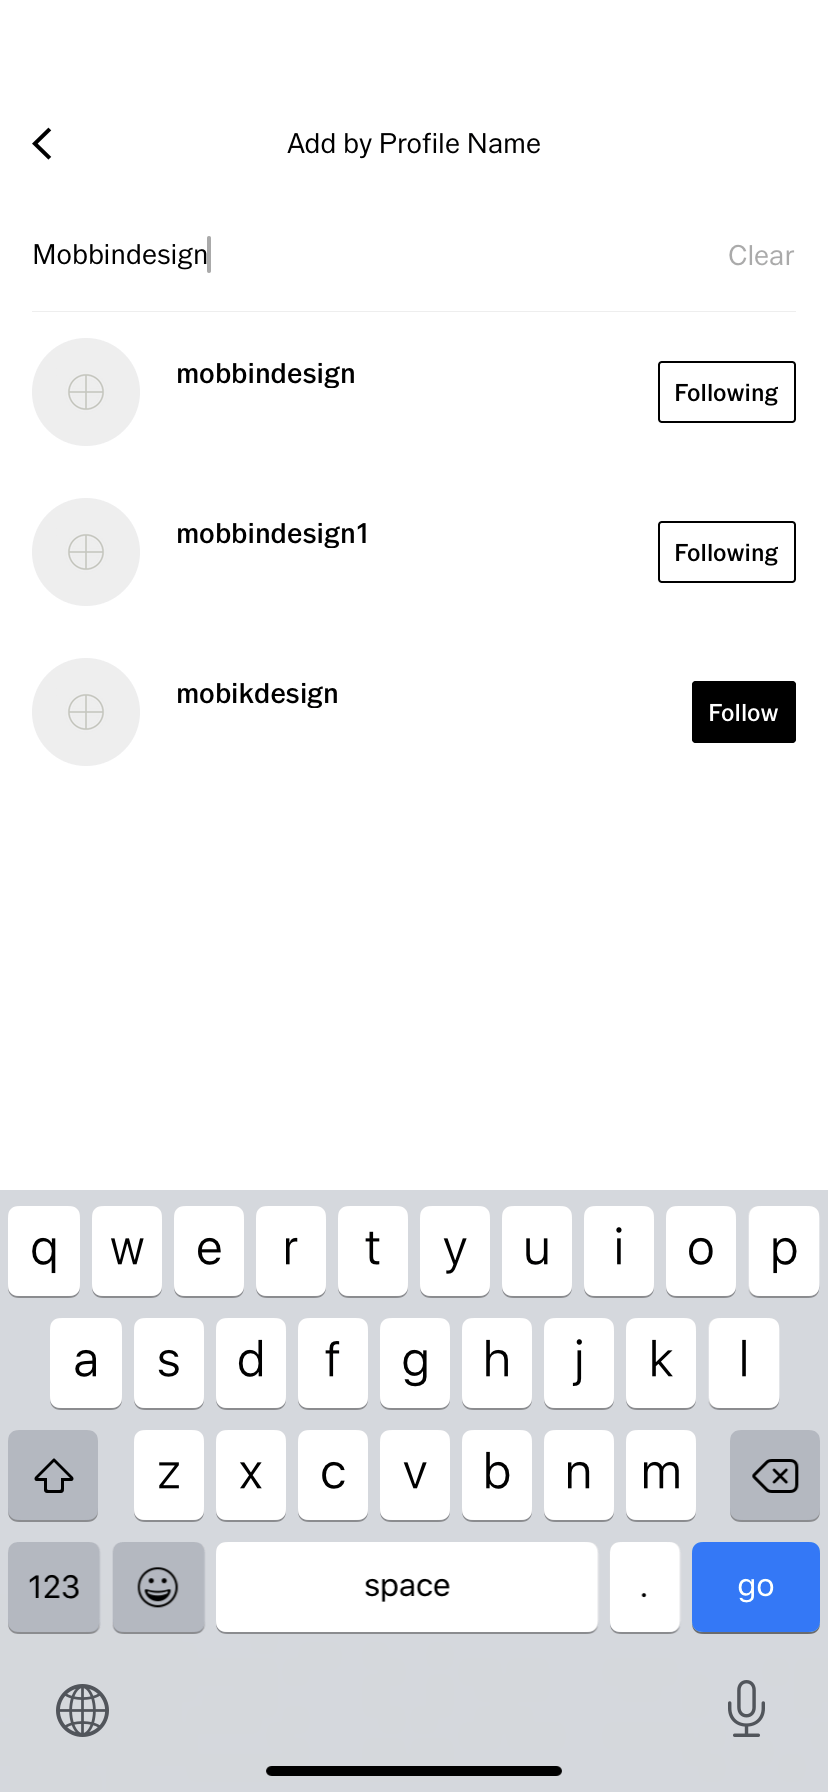 Add by Profile Name
Mobbindesign
Clear
mobbindesign
Following
mobbindesign1
Following
mobikdesign
Follow
q w e r t y u i o p
a s d f g h j k l
z x c v b n m
123 space . go